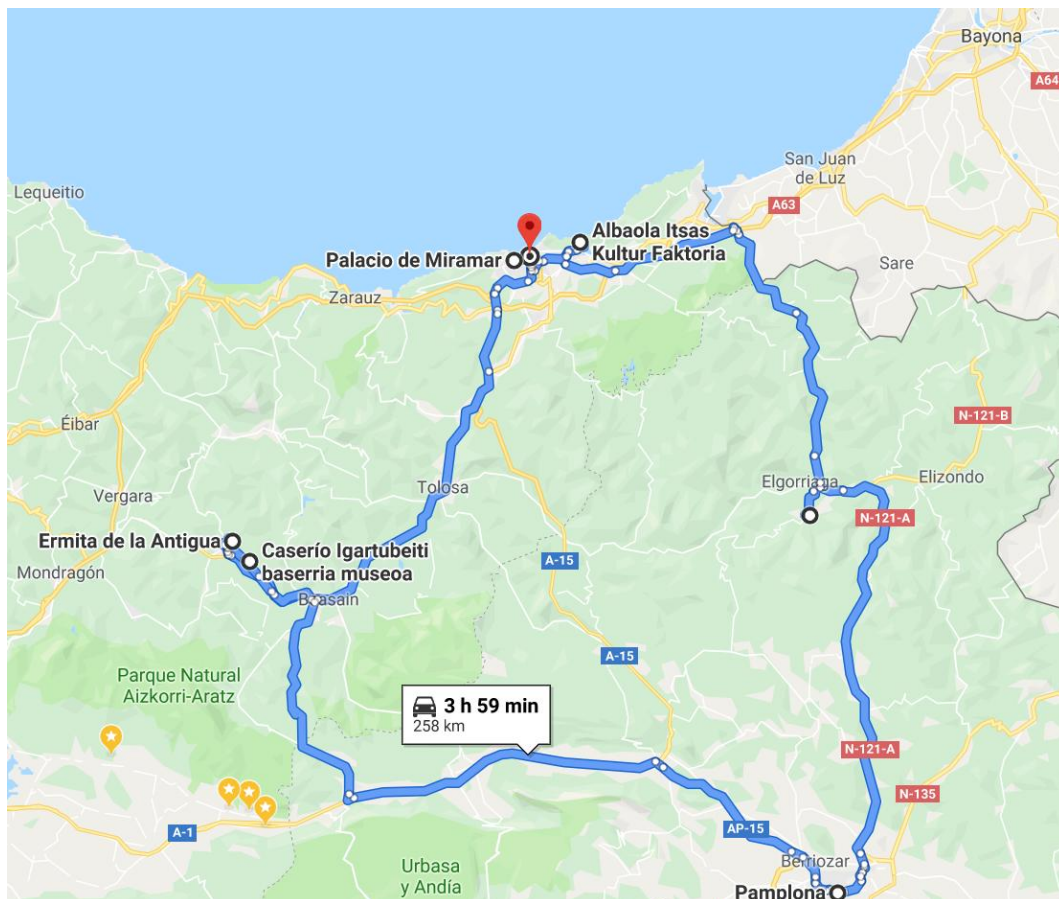 Bayona
A64
San Juan
de Luz
A63
Lequeitio
Albaola Itsas
Kultur Faktoria
Palacio de Miramar
Sare
Zarauz
N-121-B
Éibar
Elgorriaga
Elizondo
Tolosa
Vergara
N-121-A
Ermita de la Antigua
Caserío Igartubeiti
baserria museoa
A-15
Mondragón
Beasain
A-15
Parque Natural
Aizkorri-Aratz
3 h 59 min
258 km
N-121-A
N-135
A-1
AP-15
Berriozar
Urbasa
y Andía
Pamplona